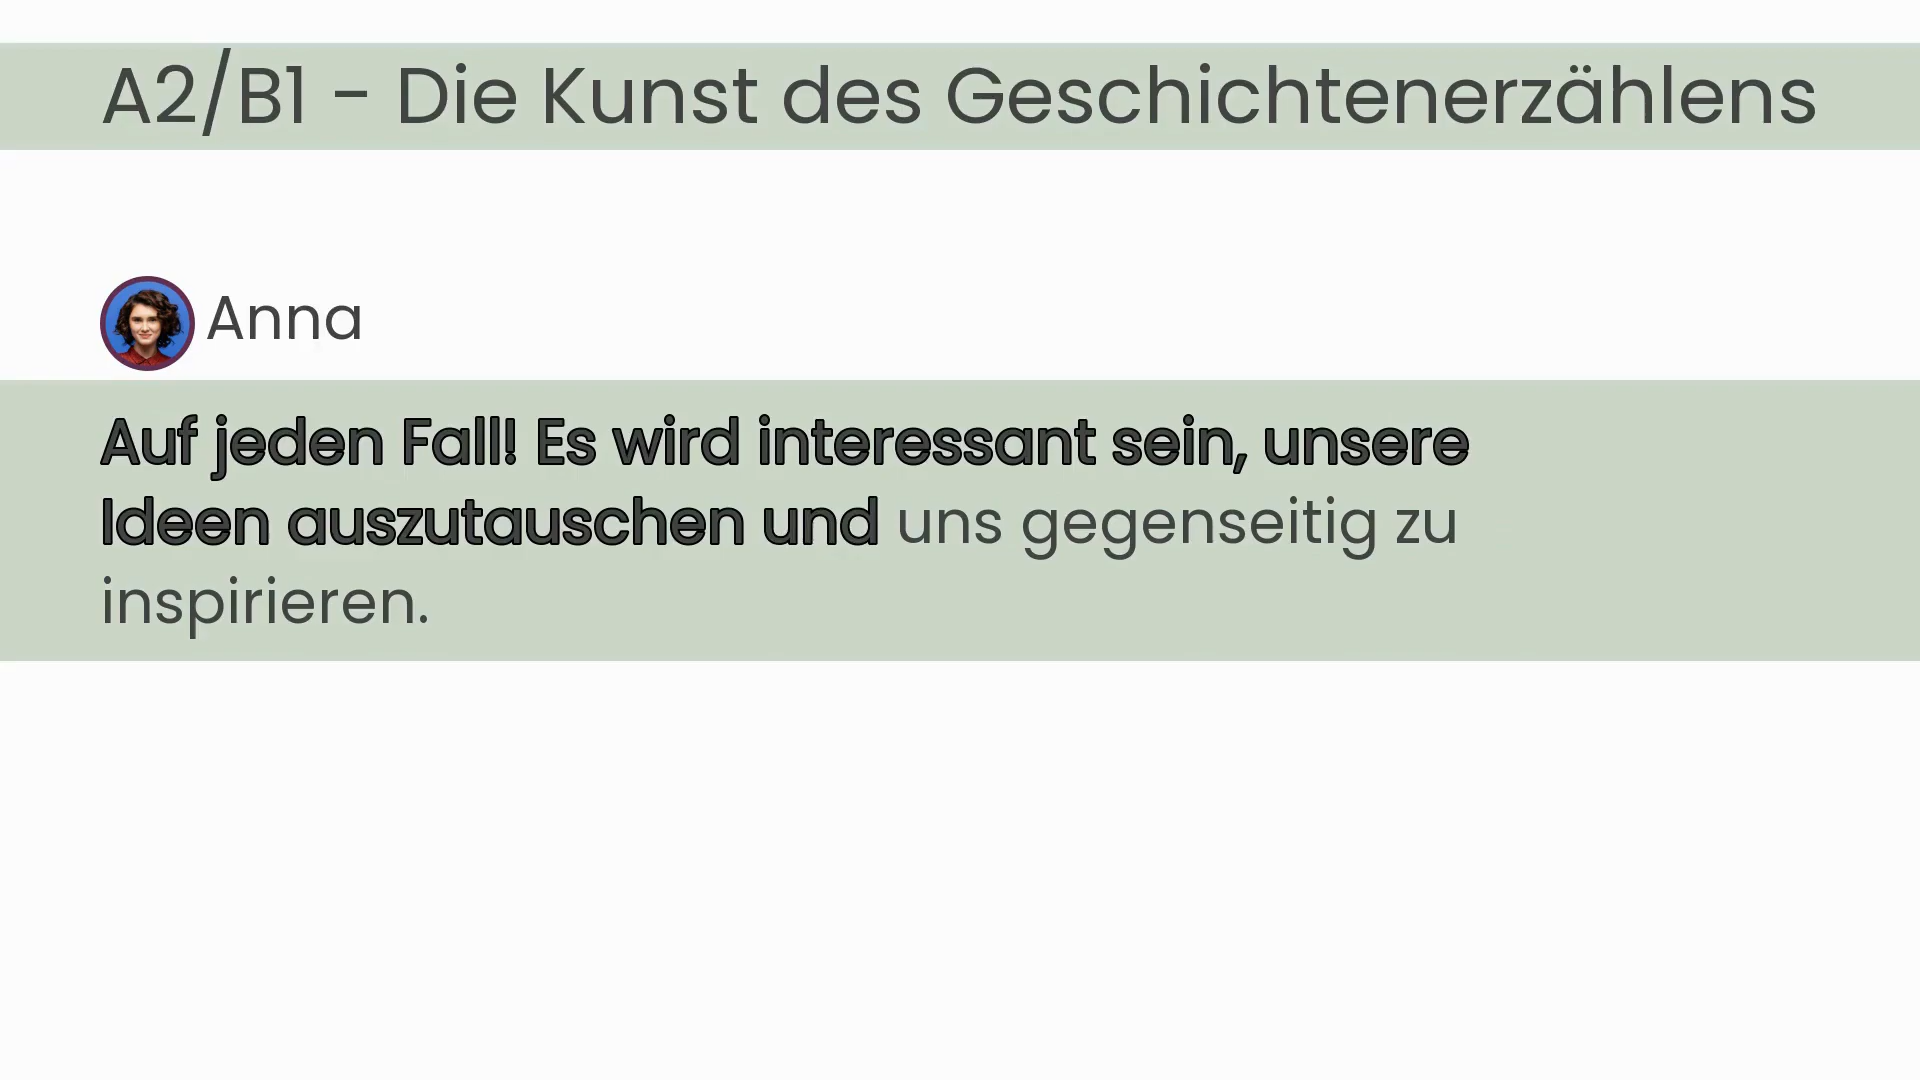 A2/B1 - Die Kunst des Geschichtenerzählens
Anna
Auf jeden Fall! Es wird interessant sein, unsere
Ideen auszutauschen und uns gegenseitig zu
inspirieren.